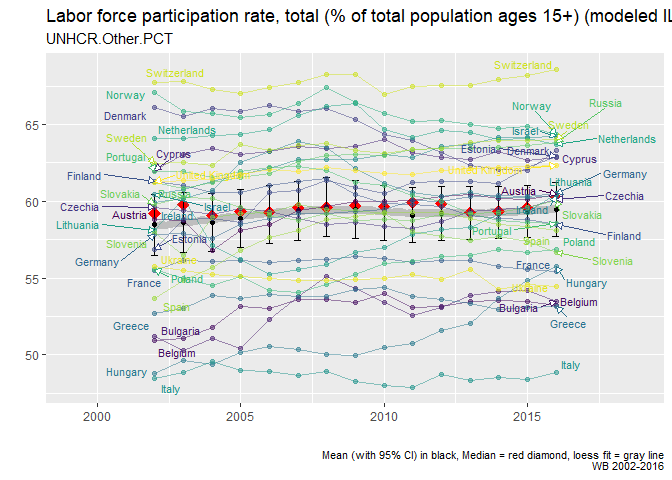 Labor force participation rate, total (% of total population ages 15+) (modeled IL
UNHCR.Other.PCT
Switzerland
Switzerland
Norway
Norway
Russia
Denmark
Sweden
Netherlands
Israel
Netherlands
Sweden
Estonia
Denmark
Portugal
Cyprus
Cyprus
Finland
Germany
Lithuania
Austria
Slovakia
Russia
Czechia
Czechia
Israel
Austria
Ireland
Slovakia
Lithuania
Portugal
Finland
Estonia
Spain
Poland
Slovenia
Slovenia
Germany
Ukraine
France
France
Poland
Hungary
Ukraine
Spain
Bulgaria
Belgium
Greece
Greece
Bulgaria
Belgium
Italy
Hungary
Italy
65
60
55
50
2000
2005
2010
2015
Mean (with 95% CI) in black, Median = red diamond, loess fit = gray line
WB 2002-2016